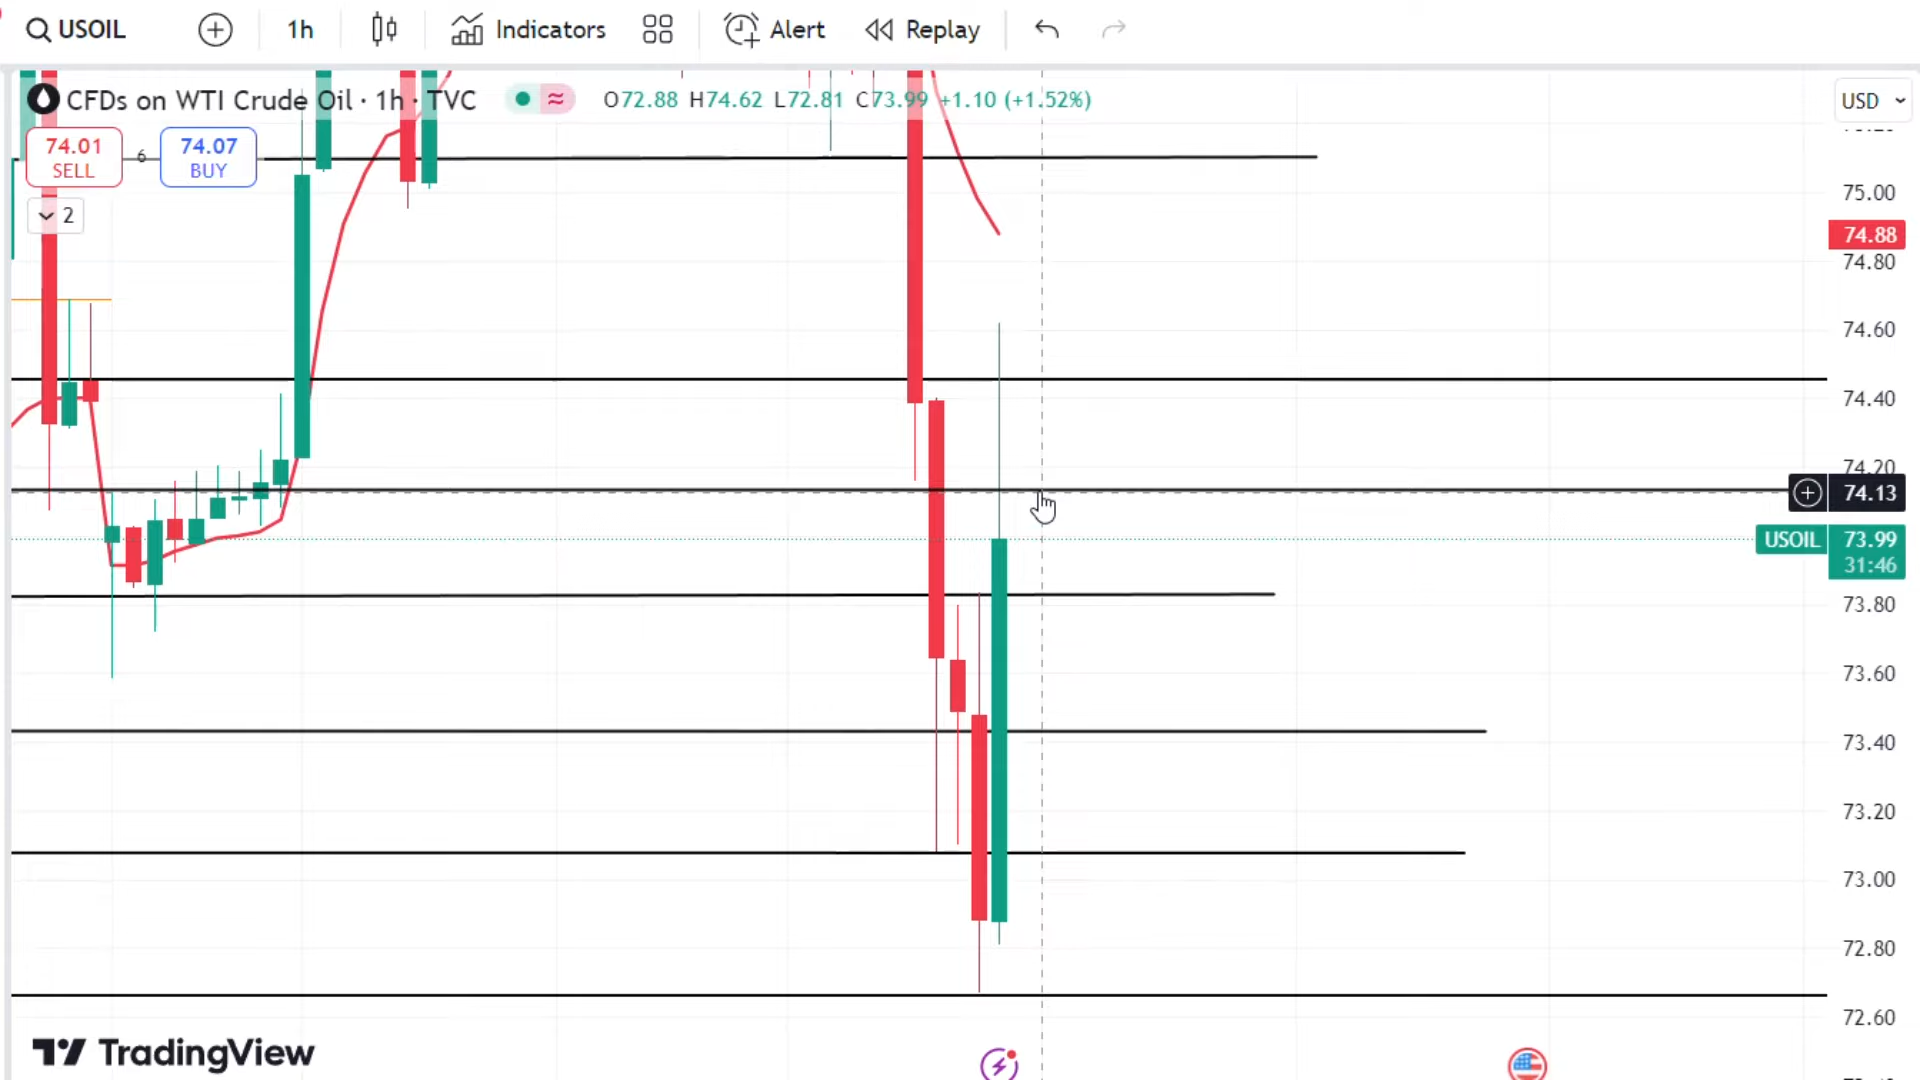 USOIL 1h Indicators Alert Replay
CFDs on WTI Crude Oil · 1h · TVC O72.88 H74.62 L72.81 C73.99 +1.10 (+1.52%) USD
74.01 6 74.07
SELL BUY
2
75.00
74.88
74.80
74.60
74.40
74.20
74.13
USOIL 73.99
31:46
73.80
73.60
73.40
73.20
73.00
72.80
72.60
TradingView